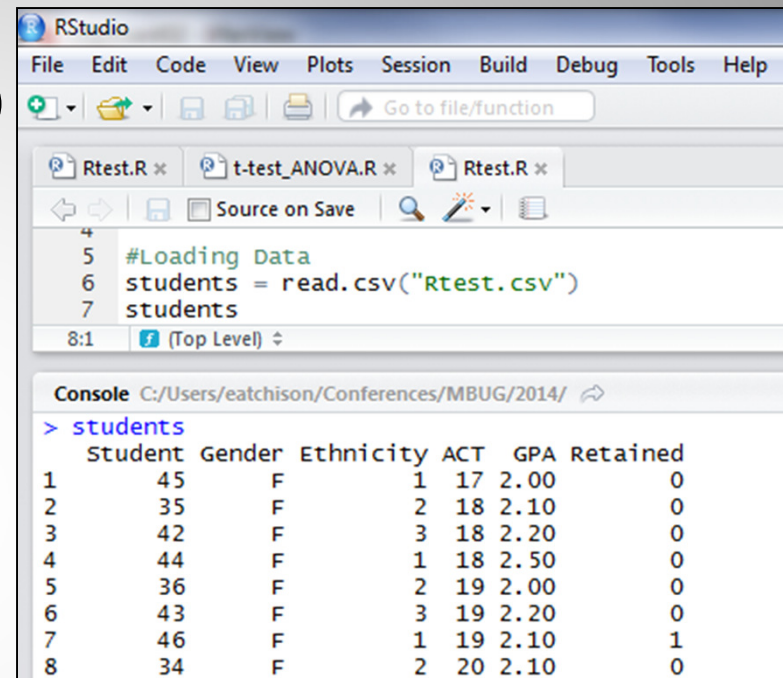 RStudio
File Edit Code View Plots Session Build Debug Tools Help
Go to file/function
Rtest.R × t-test_ANOVA.R × Rtest.R ×
Source on Save
4
5 #Loading Data
6 students = read.csv("Rtest.csv")
7 students
8:1 (Top Level)
Console C:/Users/eatchison/Conferences/MBUG/2014/
> students
Student Gender Ethnicity ACT GPA Retained
1 45 F 1 17 2.00 0
2 35 F 2 18 2.10 0
3 42 F 3 18 2.20 0
4 44 F 1 18 2.50 0
5 36 F 2 19 2.00 0
6 43 F 3 19 2.20 0
7 46 F 1 19 2.10 1
8 34 F 2 20 2.10 0